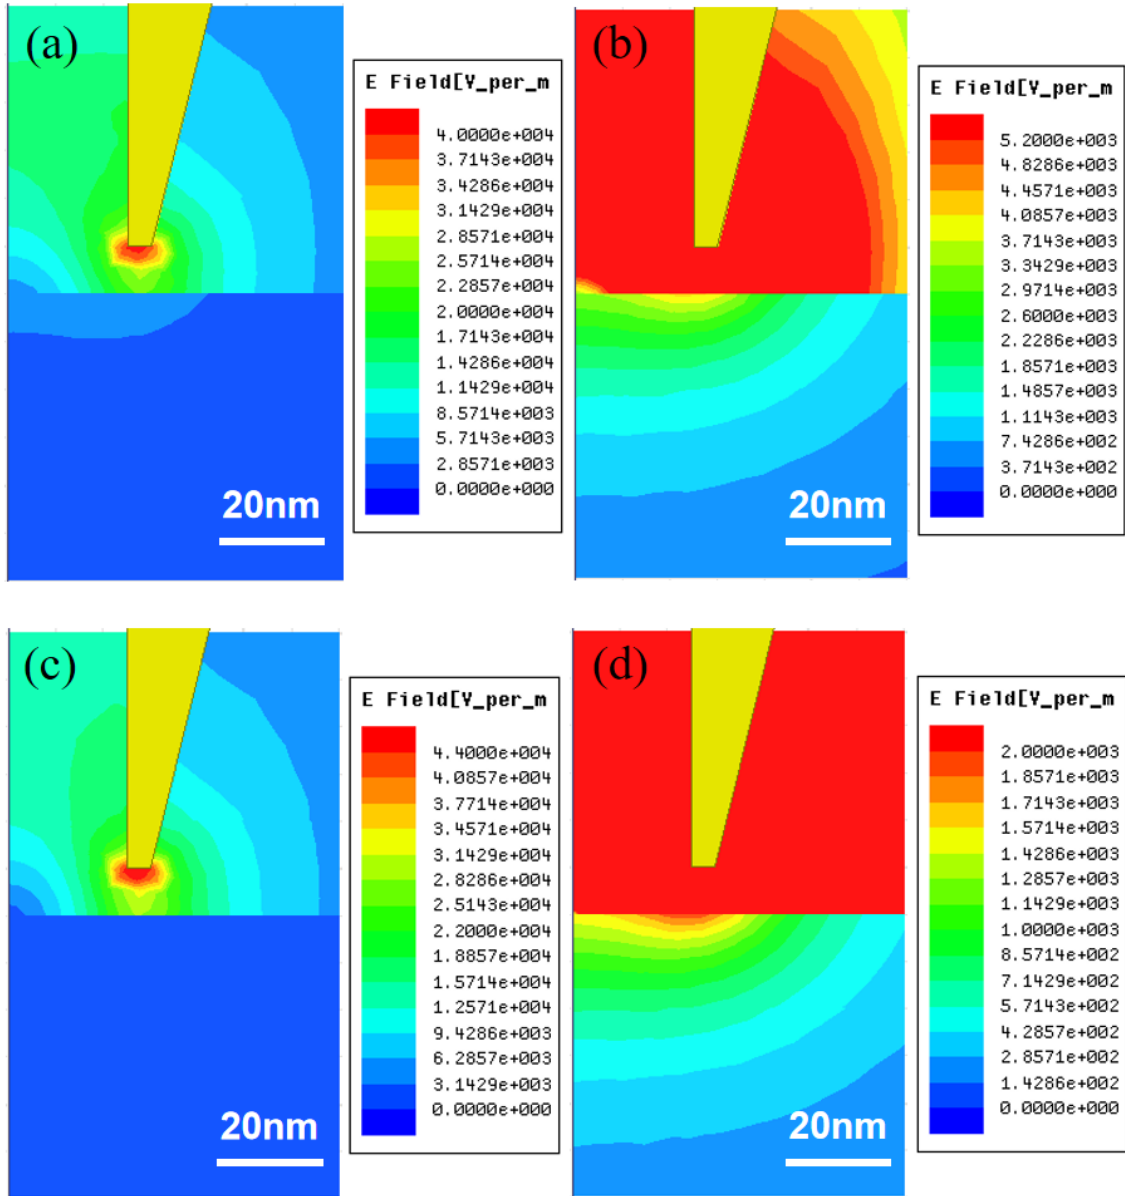 (a)
E Field[V_per_m
4.0000e+004
3.7143e+004
3.4286e+004
3.1429e+004
2.8571e+004
2.5714e+004
2.2857e+004
2.0000e+004
1.7143e+004
1.4286e+004
1.1429e+004
8.5714e+003
5.7143e+003
2.8571e+003
0.0000e+000
20nm
(b)
E Field[V_per_m
5.2000e+003
4.8286e+003
4.4571e+003
4.0857e+003
3.7143e+003
3.3429e+003
2.9714e+003
2.6000e+003
2.2286e+003
1.8571e+003
1.4857e+003
1.1143e+003
7.4286e+002
3.7143e+002
0.0000e+000
20nm
(c)
E Field[V_per_m
4.4000e+004
4.0857e+004
3.7714e+004
3.4571e+004
3.1429e+004
2.8286e+004
2.5143e+004
2.2000e+004
1.8857e+004
1.5714e+004
1.2571e+004
9.4286e+003
6.2857e+003
3.1429e+003
0.0000e+000
20nm
(d)
E Field[V_per_m
2.0000e+003
1.8571e+003
1.7143e+003
1.5714e+003
1.4286e+003
1.2857e+003
1.1429e+003
1.0000e+003
8.5714e+002
7.1429e+002
5.7143e+002
4.2857e+002
2.8571e+002
1.4286e+002
0.0000e+000
20nm